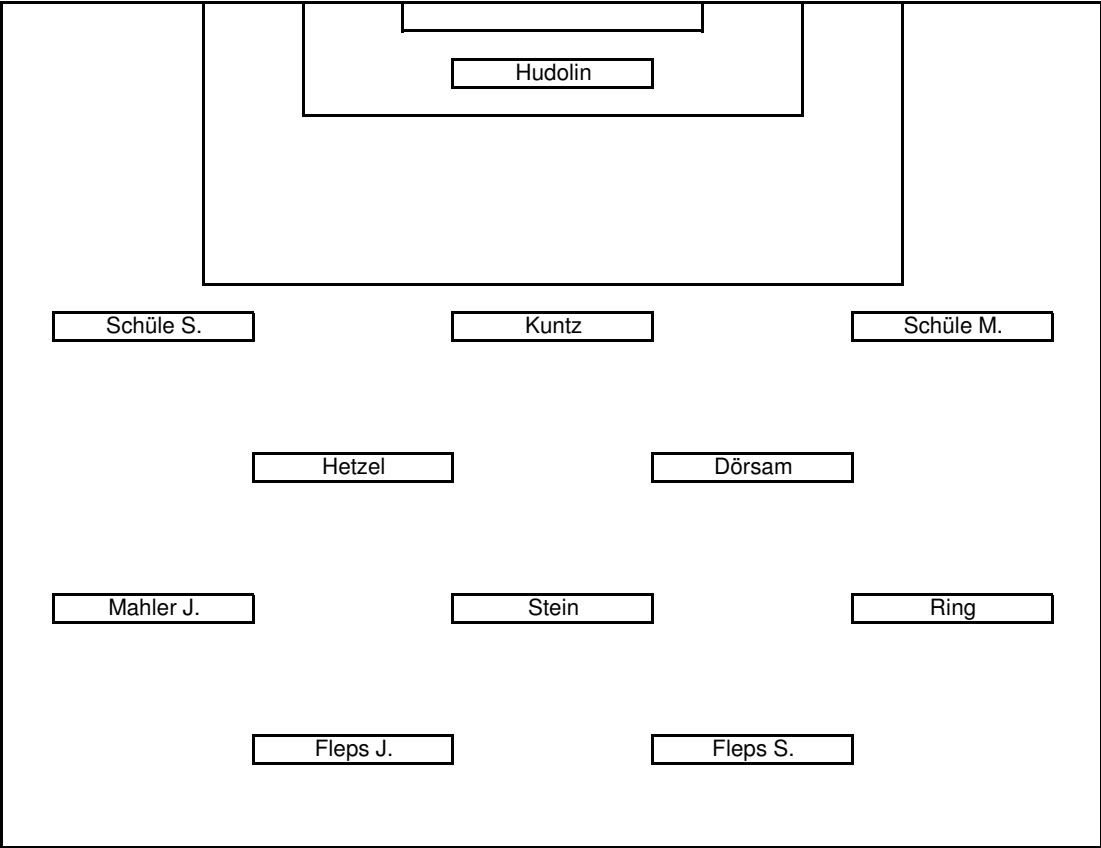 Hudolin
Schüle S.
Kuntz
Schüle M.
Hetzel
Dörsam
Mahler J.
Stein
Ring
Fleps J.
Fleps S.